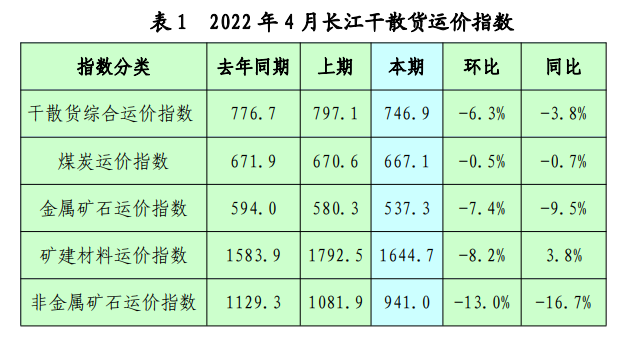 表 1 2022 年 4 月长江干散货运价指数
指数分类 去年同期 上期 本期 环比 同比
干散货综合运价指数 776.7 797.1 746.9 -6.3% -3.8%
煤炭运价指数 671.9 670.6 667.1 -0.5% -0.7%
金属矿石运价指数 594.0 580.3 537.3 -7.4% -9.5%
矿建材料运价指数 1583.9 1792.5 1644.7 -8.2% 3.8%
非金属矿石运价指数 1129.3 1081.9 941.0 -13.0% -16.7%